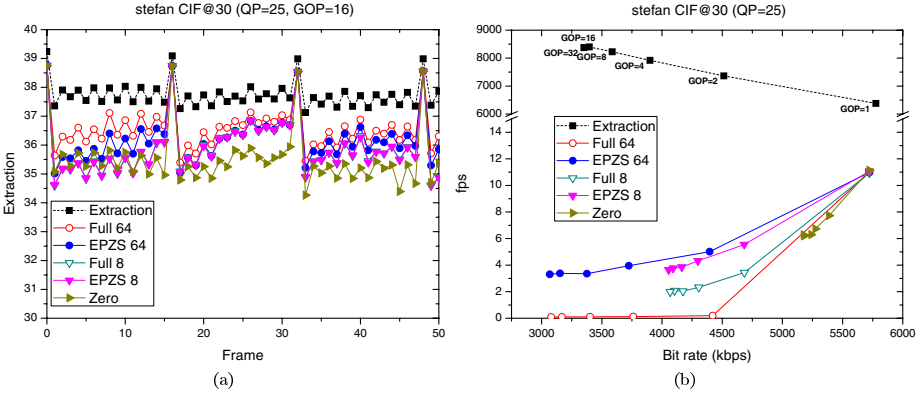 stefan CIF@30 (QP=25, GOP=16)
40
39
38
37
36
35
34
33
32
31
30
Extraction
Extraction
Full 64
EPZS 64
Full 8
EPZS 8
Zero
0
10
20
30
40
50
Frame
(a)
stefan CIF@30 (QP=25)
GOP=16
GOP=32
GOP=8
GOP=4
GOP=2
GOP=1
9000
8000
7000
6000
14
12
10
8
6
4
2
0
fps
Extraction
Full 64
EPZS 64
Full 8
EPZS 8
Zero
3000
3500
4000
4500
5000
5500
6000
Bit rate (kbps)
(b)